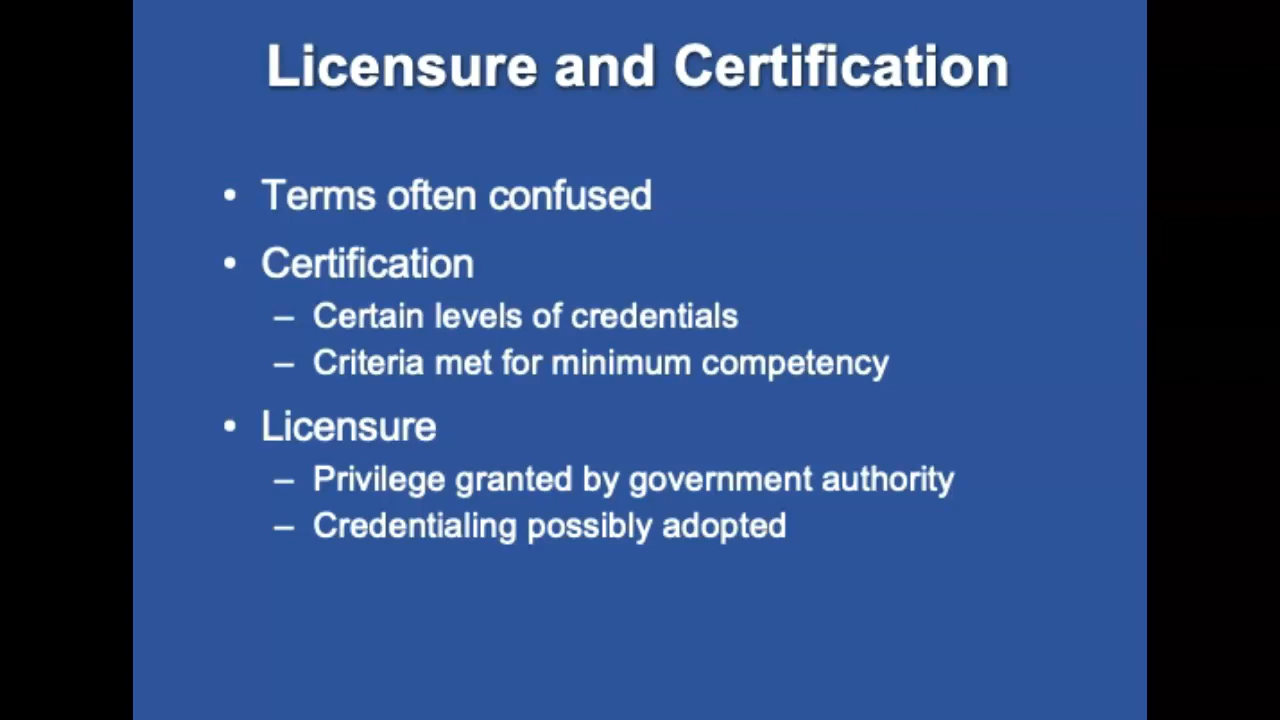 Licensure and Certification
• Terms often confused
• Certification
– Certain levels of credentials
– Criteria met for minimum competency
• Licensure
– Privilege granted by government authority
– Credentialing possibly adopted